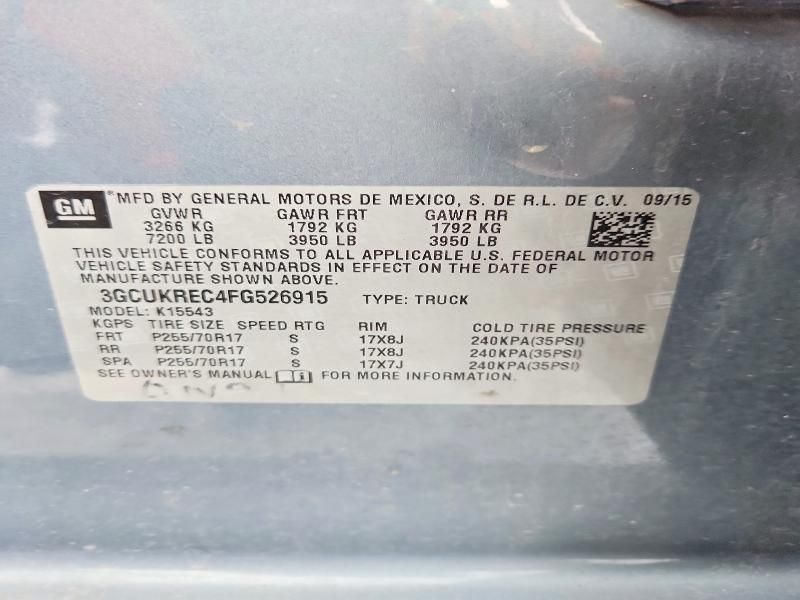 GM ® MFD BY GENERAL MOTORS DE MEXICO, S. DE R.L. DE C.V. 09/15
GVWR GAWR FRT GAWR RR
3266 KG 1792 KG 1792 KG
7200 LB 3950 LB 3950 LB
THIS VEHICLE CONFORMS TO ALL APPLICABLE U.S. FEDERAL MOTOR
VEHICLE SAFETY STANDARDS IN EFFECT ON THE DATE OF
MANUFACTURE SHOWN ABOVE.
3GCUKREC4FG526915 TYPE: TRUCK
MODEL: K15543
KGPS TIRE SIZE SPEED RTG RIM COLD TIRE PRESSURE
FRT P255/70R17 S 17X8J 240KPA(35PSI)
RR P255/70R17 S 17X8J 240KPA(35PSI)
SPA P255/70R17 S 17X7J 240KPA(35PSI)
SEE OWNER'S MANUAL FOR MORE INFORMATION.